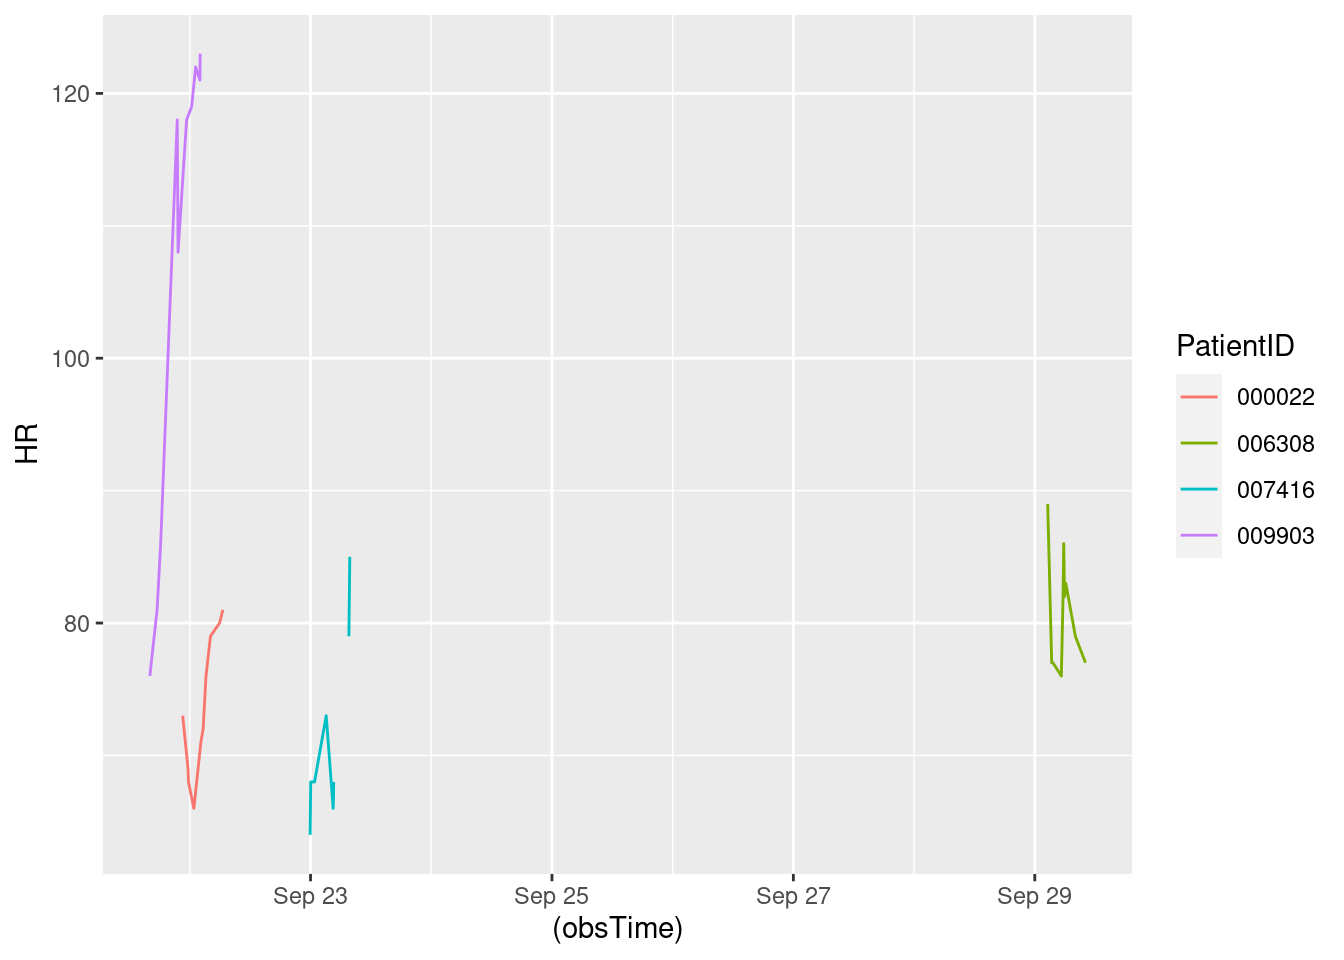 120
100
80
HR
Sep 23
Sep 25
Sep 27
Sep 29
(obsTime)
PatientID
000022
006308
007416
009903